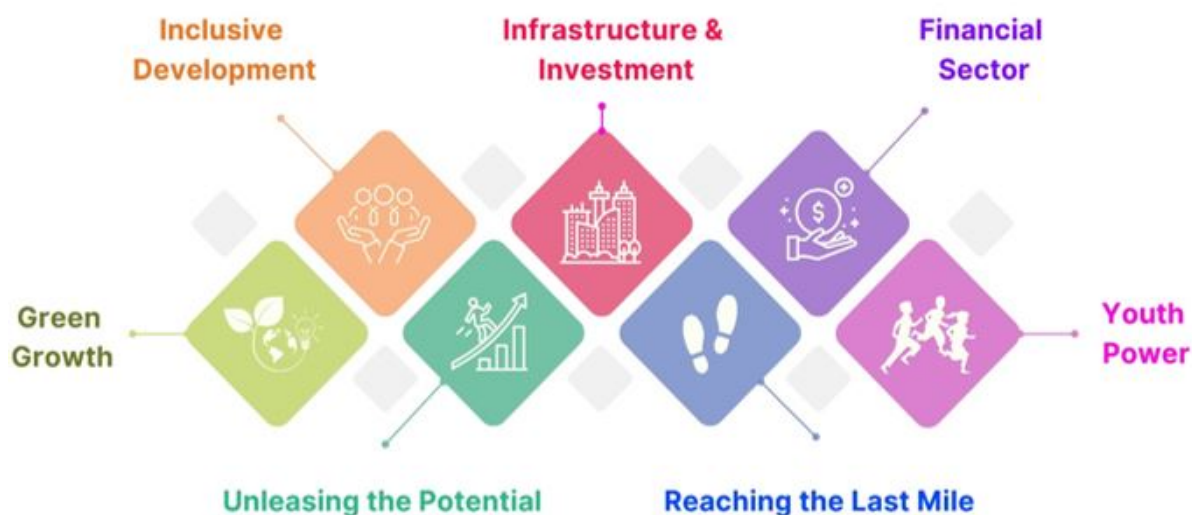 Inclusive
Development
Infrastructure &
Investment
Financial
Sector
$
Green
Growth
Youth
Power
Unleasing the Potential
Reaching the Last Mile